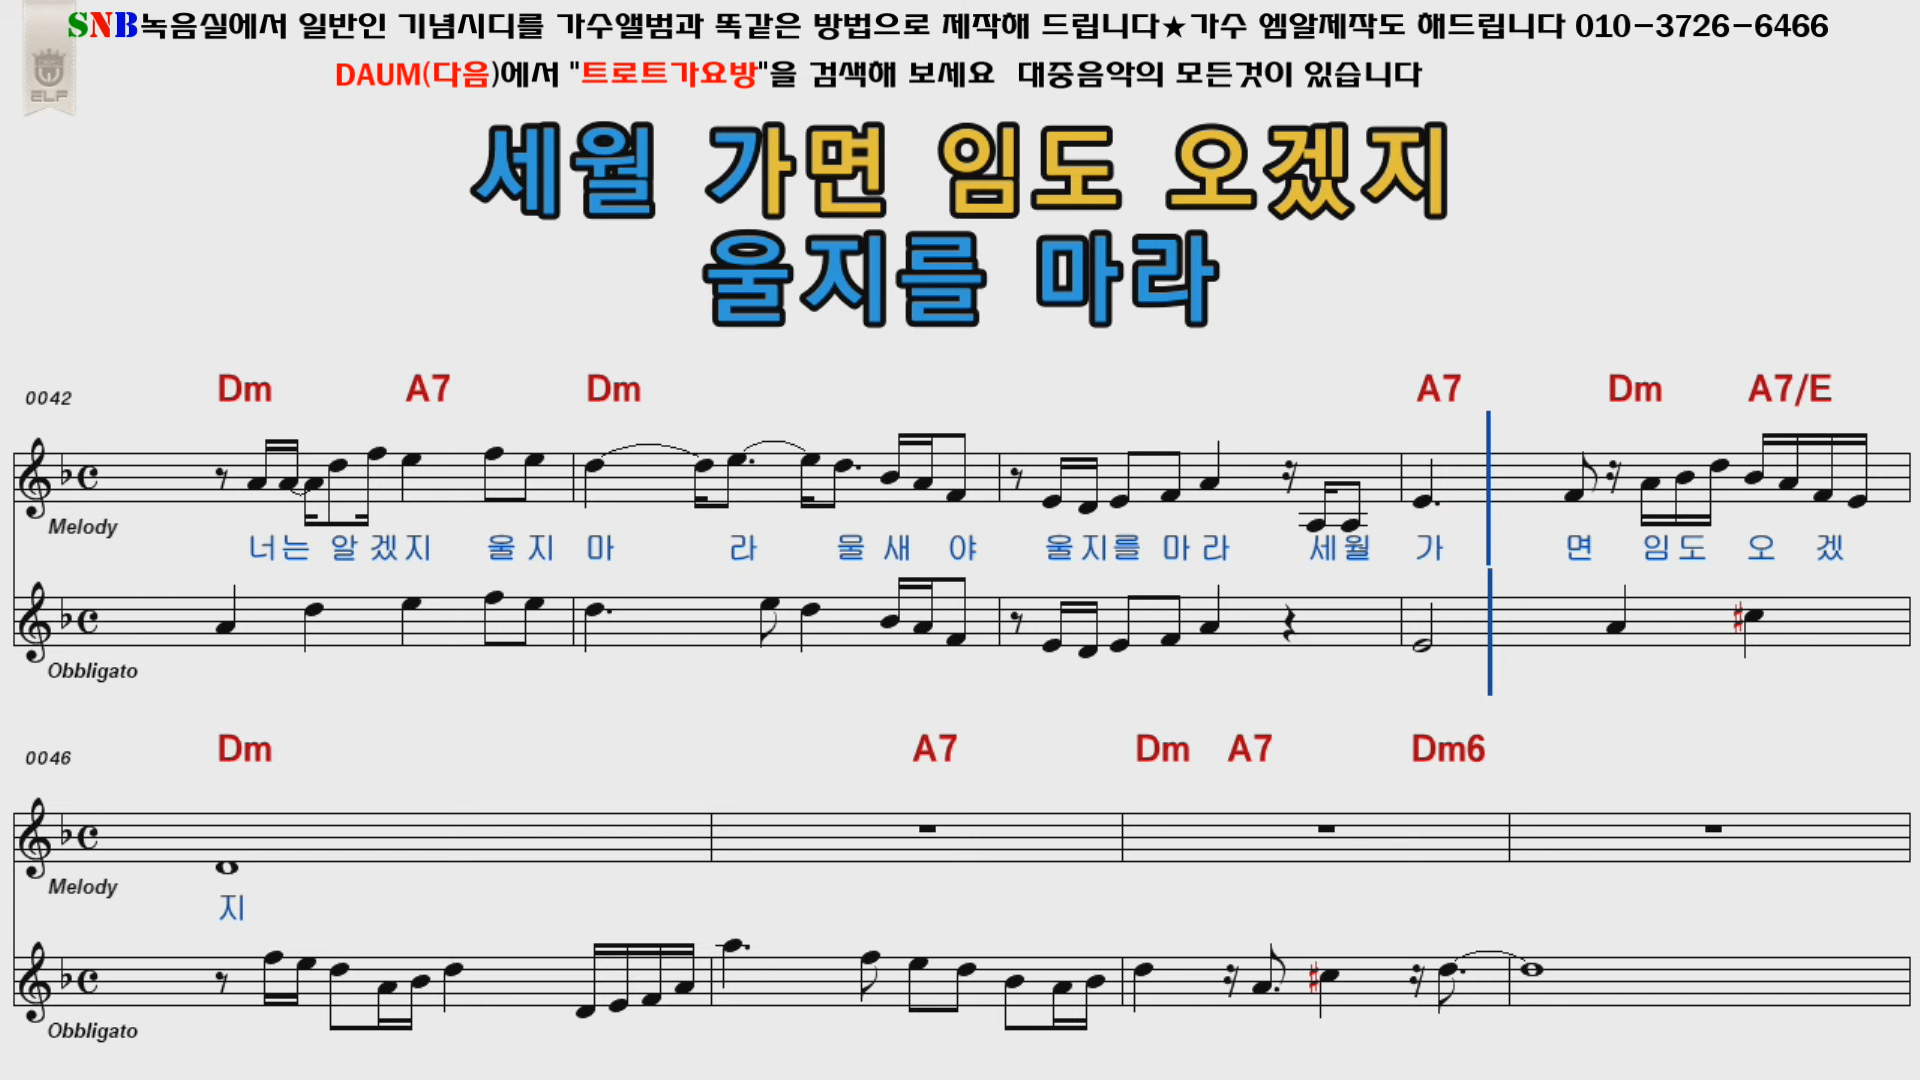 SNB녹음실에서 일반인 기념시디를 가수앨범과 똑같은 방법으로 제작해 드립니다★가수 엠알제작도 해드립니다 010-3726-6466
ELF
DAUM(다음)에서 "트로트가요방"을 검색해 보세요 대중음악의 모든것이 있습니다
세월 가면 임도 오겠지
울지를 마라
0042 Dm A7 Dm A7 Dm A7/E
Melody
너는 알겠지 울지 마 라 물새 야 울지를 마라 세월 가 면 임도 오 겠
Obbligato
0046 Dm A7 Dm A7 Dm6
Melody
지
Obbligato